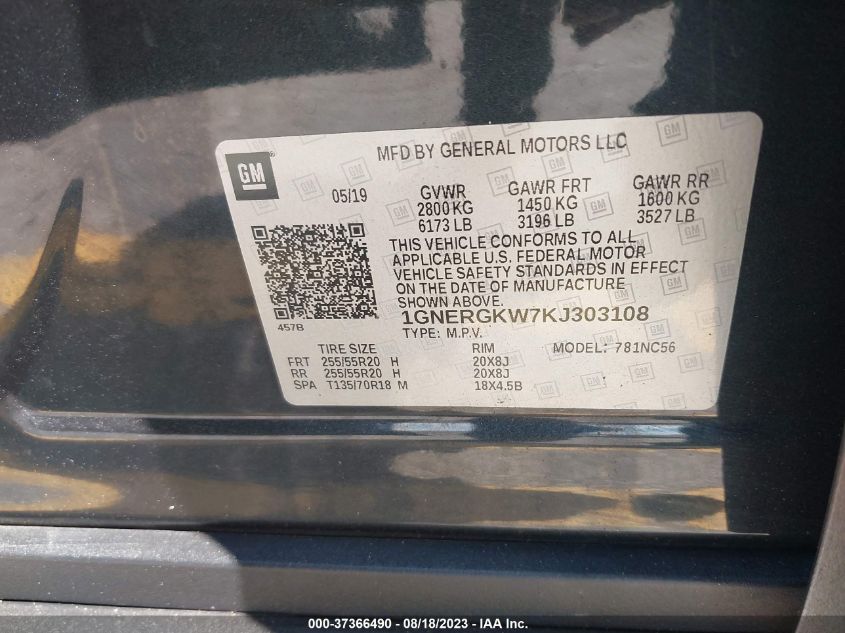 GM
MFD BY GENERAL MOTORS LLC
05/19
GVWR GAWR FRT GAWR RR
2800 KG 1450 KG 1600 KG
6173 LB 3196 LB 3527 LB
THIS VEHICLE CONFORMS TO ALL
APPLICABLE U.S. FEDERAL MOTOR
VEHICLE SAFETY STANDARDS IN EFFECT
ON THE DATE OF MANUFACTURE
SHOWN ABOVE.
1GNERGKW7KJ303108
457B
TYPE: M.P.V.
TIRE SIZE RIM MODEL: 781NC56
FRT 255/55R20 H 20X8J
RR 255/55R20 H 20X8J
SPA T135/70R18 M 18X4.5B
000-37366490 - 08/18/2023 - IAA Inc.